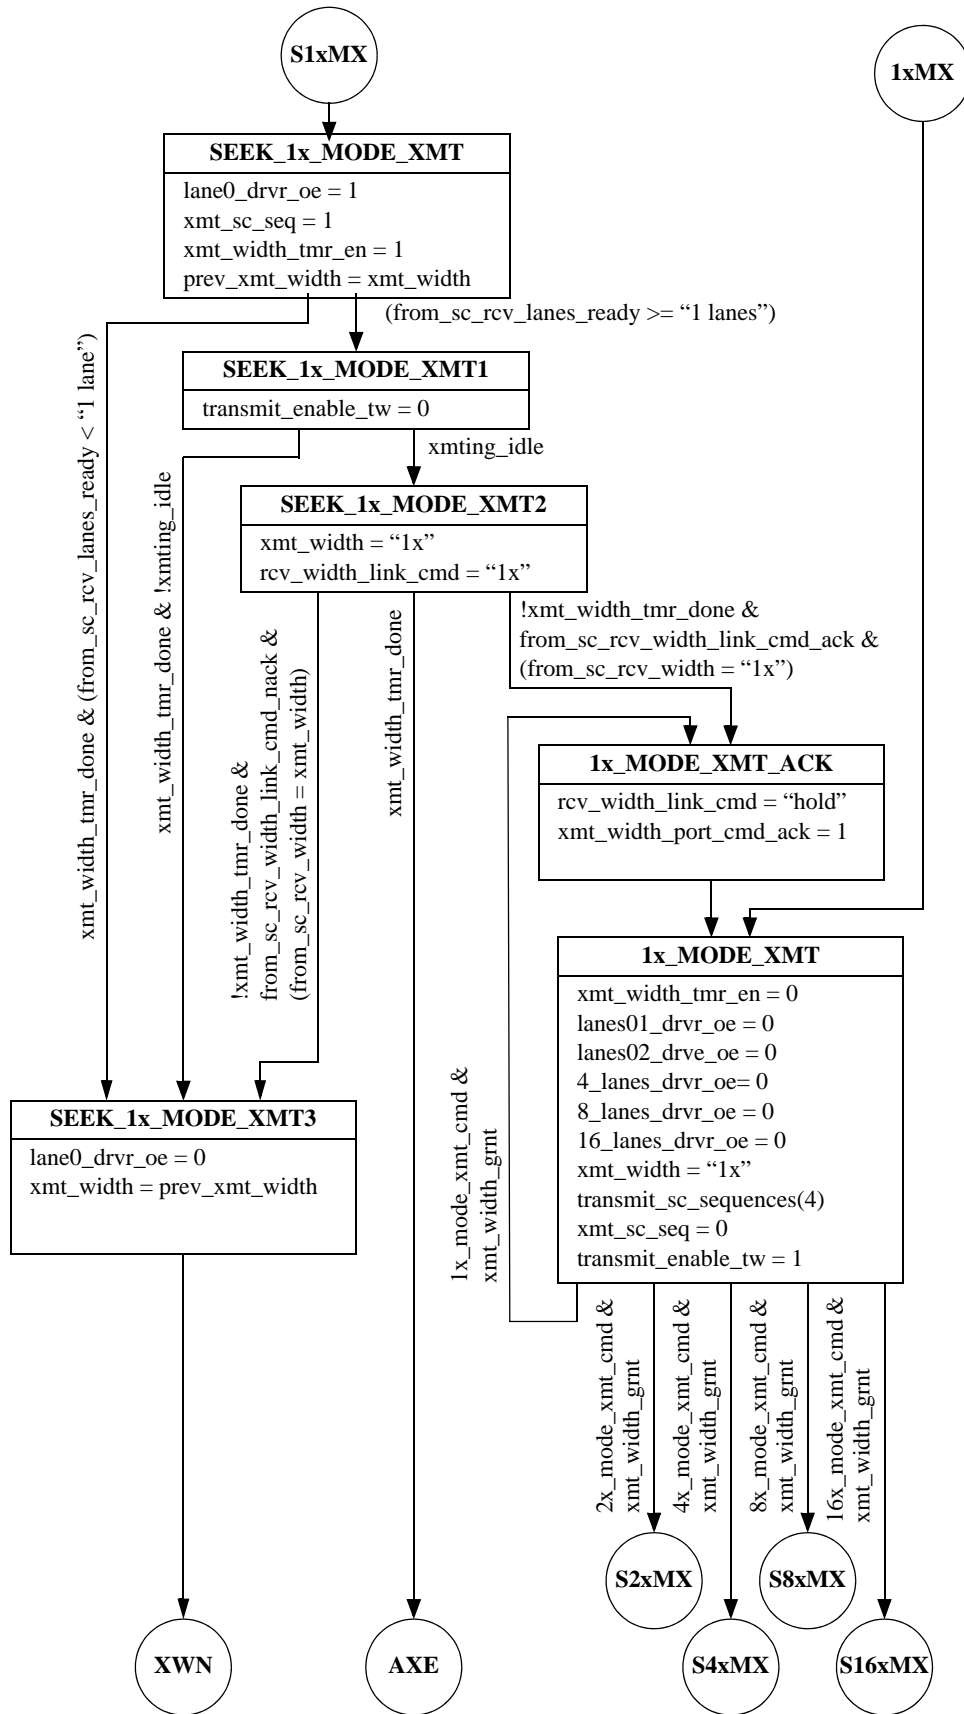 S1xMX
1xMX
SEEK_1x_MODE_XMT
lane0_drvr_oe = 1
xmt_sc_seq = 1
xmt_width_tmr_en = 1
prev_xmt_width = xmt_width
(from_sc_rcv_lanes_ready >= “1 lanes”)
xmt_width_tmr_done & (from_sc_rcv_lanes_ready < “1 lane”)
SEEK_1x_MODE_XMT1
transmit_enable_tw = 0
xmting_idle
xmt_width_tmr_done & !xmting_idle
SEEK_1x_MODE_XMT2
xmt_width = “1x”
rcv_width_link_cmd = “1x”
!xmt_width_tmr_done &
from_sc_rcv_width_link_cmd_nack &
(from_sc_rcv_width = xmt_width)
xmt_width_tmr_done
!xmt_width_tmr_done &
from_sc_rcv_width_link_cmd_ack &
(from_sc_rcv_width = “1x”)
1x_MODE_XMT_ACK
rcv_width_link_cmd = “hold”
xmt_width_port_cmd_ack = 1
1x_MODE_XMT
xmt_width_tmr_en = 0
lanes01_drvr_oe = 0
lanes02_drve_oe = 0
4_lanes_drvr_oe= 0
8_lanes_drvr_oe = 0
16_lanes_drvr_oe = 0
xmt_width = “1x”
transmit_sc_sequences(4)
xmt_sc_seq = 0
transmit_enable_tw = 1
1x_mode_xmt_cmd &
xmt_width_grnt
SEEK_1x_MODE_XMT3
lane0_drvr_oe = 0
xmt_width = prev_xmt_width
2x_mode_xmt_cmd &
xmt_width_grnt
4x_mode_xmt_cmd &
xmt_width_grnt
8x_mode_xmt_cmd &
xmt_width_grnt
16x_mode_xmt_cmd &
xmt_width_grnt
S2xMX
S8xMX
XWN
AXE
S4xMX
S16xMX